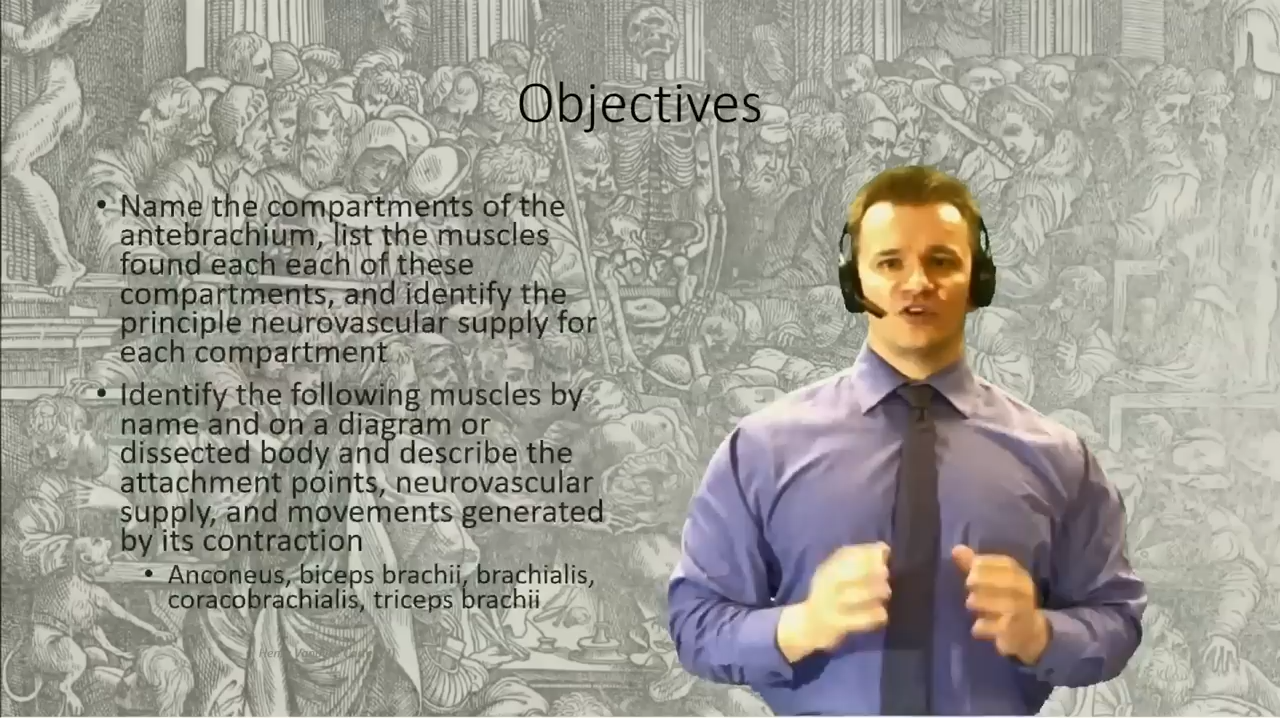 Objectives
• Name the compartments of the
antebrachium, list the muscles
found each each of these
compartments, and identify the
principle neurovascular supply for
each compartment
• Identify the following muscles by
name and on a diagram or
dissected body and describe the
attachment points, neurovascular
supply, and movements generated
by its contraction
• Anconeus, biceps brachii, brachialis,
coracobrachialis, triceps brachii